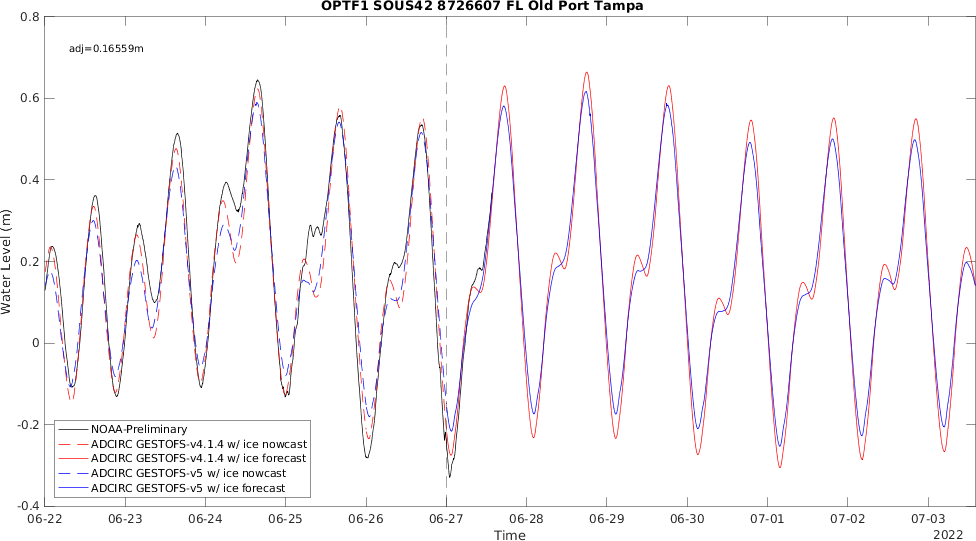 OPTF1 SOUS42 8726607 FL Old Port Tampa
0.8
adj=0.16559m
0.6
0.4
0.2
0
-0.2
-0.4
Water Level (m)
NOAA-Preliminary
ADCIRC GESTOFS-v4.1.4 w/ ice nowcast
ADCIRC GESTOFS-v4.1.4 w/ ice forecast
ADCIRC GESTOFS-v5 w/ ice nowcast
ADCIRC GESTOFS-v5 w/ ice forecast
06-22 06-23 06-24 06-25 06-26 06-27 06-28 06-29 06-30 07-01 07-02 07-03
Time
2022